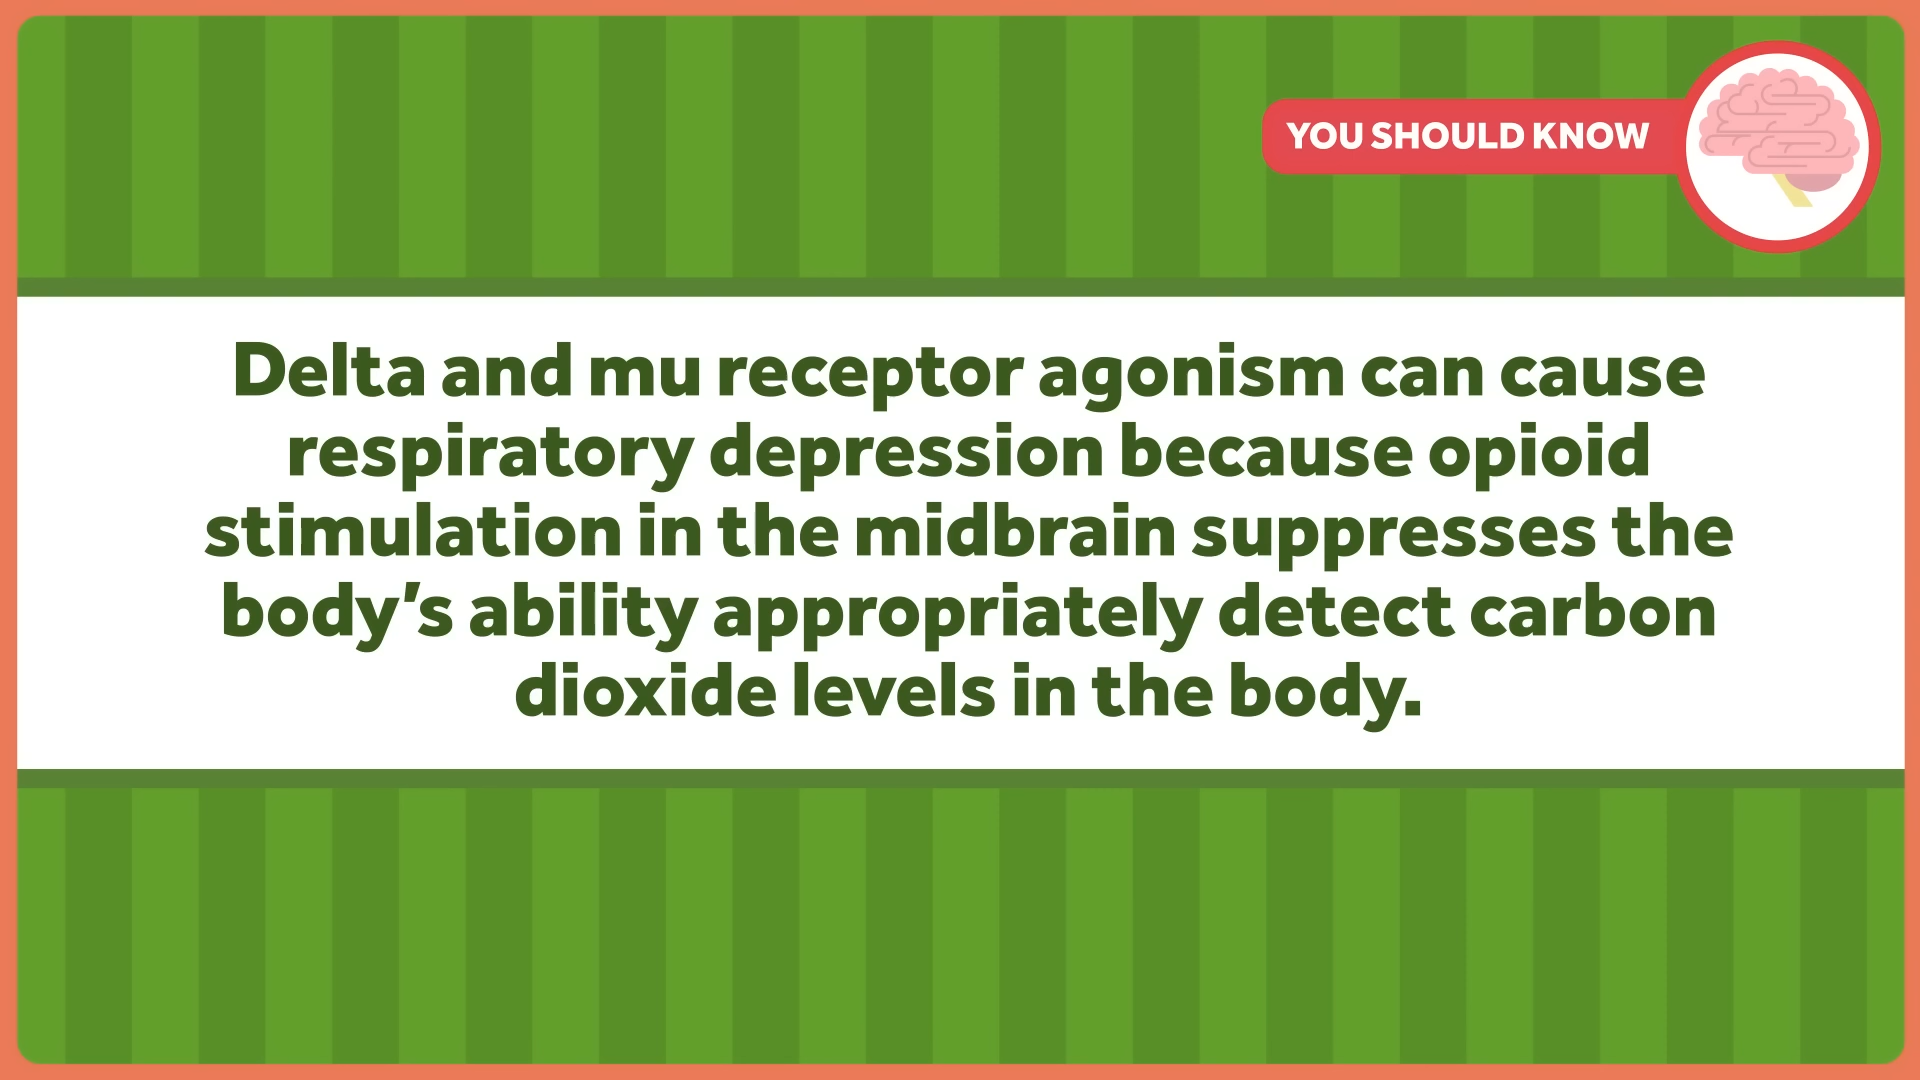 YOU SHOULD KNOW
Delta and mu receptor agonism can cause
respiratory depression because opioid
stimulation in the midbrain suppresses the
body’s ability appropriately detect carbon
dioxide levels in the body.